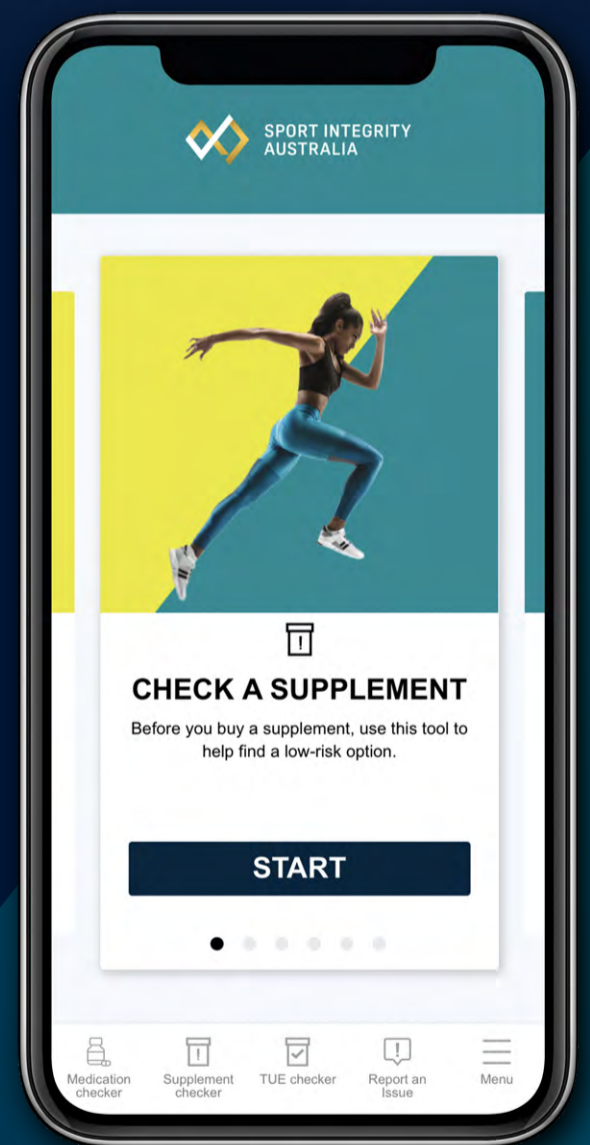 SPORT INTEGRITY
AUSTRALIA
CHECK A SUPPLEMENT
Before you buy a supplement, use this tool to
help find a low-risk option.
START
Medication
checker
Supplement
checker
TUE checker
Report an
Issue
Menu